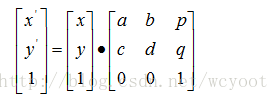 [x'] = [x] • [a b p]
[y'] [y] [c d q]
[1] [1] [0 0 1]
http://blog.csdn.net/wcyoot